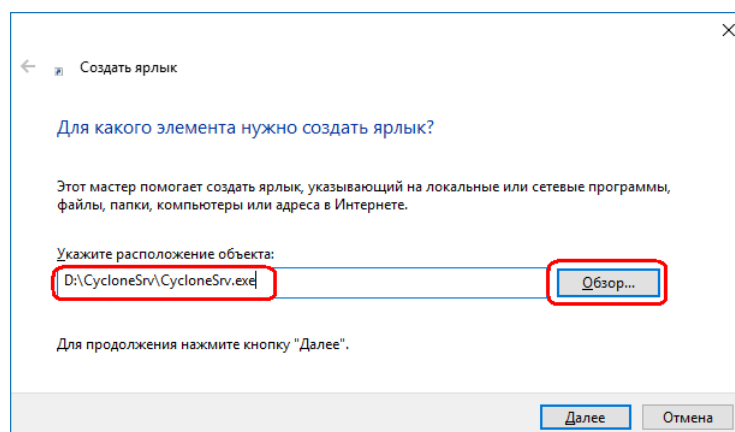 Создать ярлык
Для какого элемента нужно создать ярлык?
Этот мастер помогает создать ярлык, указывающий на локальные или сетевые программы,
файлы, папки, компьютеры или адреса в Интернете.
Укажите расположение объекта:
D:\CycloneSrv\CycloneSrv.exe
Обзор...
Для продолжения нажмите кнопку "Далее".
Далее
Отмена